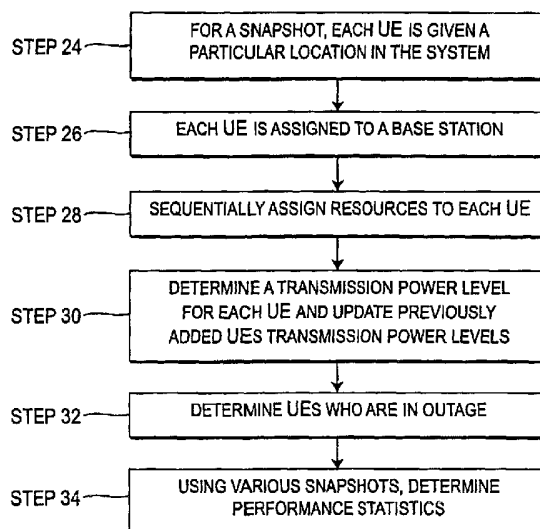 STEP 24
FOR A SNAPSHOT, EACH UE IS GIVEN A
PARTICULAR LOCATION IN THE SYSTEM
STEP 26
EACH UE IS ASSIGNED TO A BASE STATION
STEP 28
SEQUENTIALLY ASSIGN RESOURCES TO EACH UE
STEP 30
DETERMINE A TRANSMISSION POWER LEVEL
FOR EACH UE AND UPDATE PREVIOUSLY
ADDED UES TRANSMISSION POWER LEVELS
STEP 32
DETERMINE UES WHO ARE IN OUTAGE
STEP 34
USING VARIOUS SNAPSHOTS, DETERMINE
PERFORMANCE STATISTICS